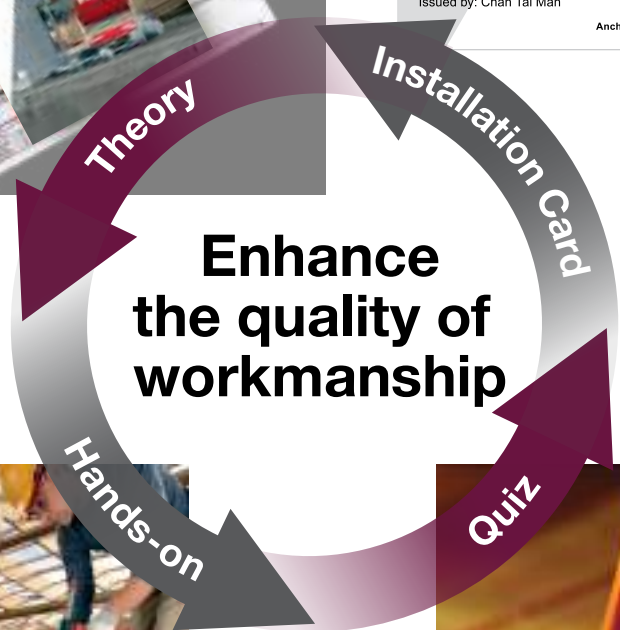 Issued by: Chan Tai Man
Anch
Installation Card
Theory
Enhance
the quality of
workmanship
Hands-on
Quiz